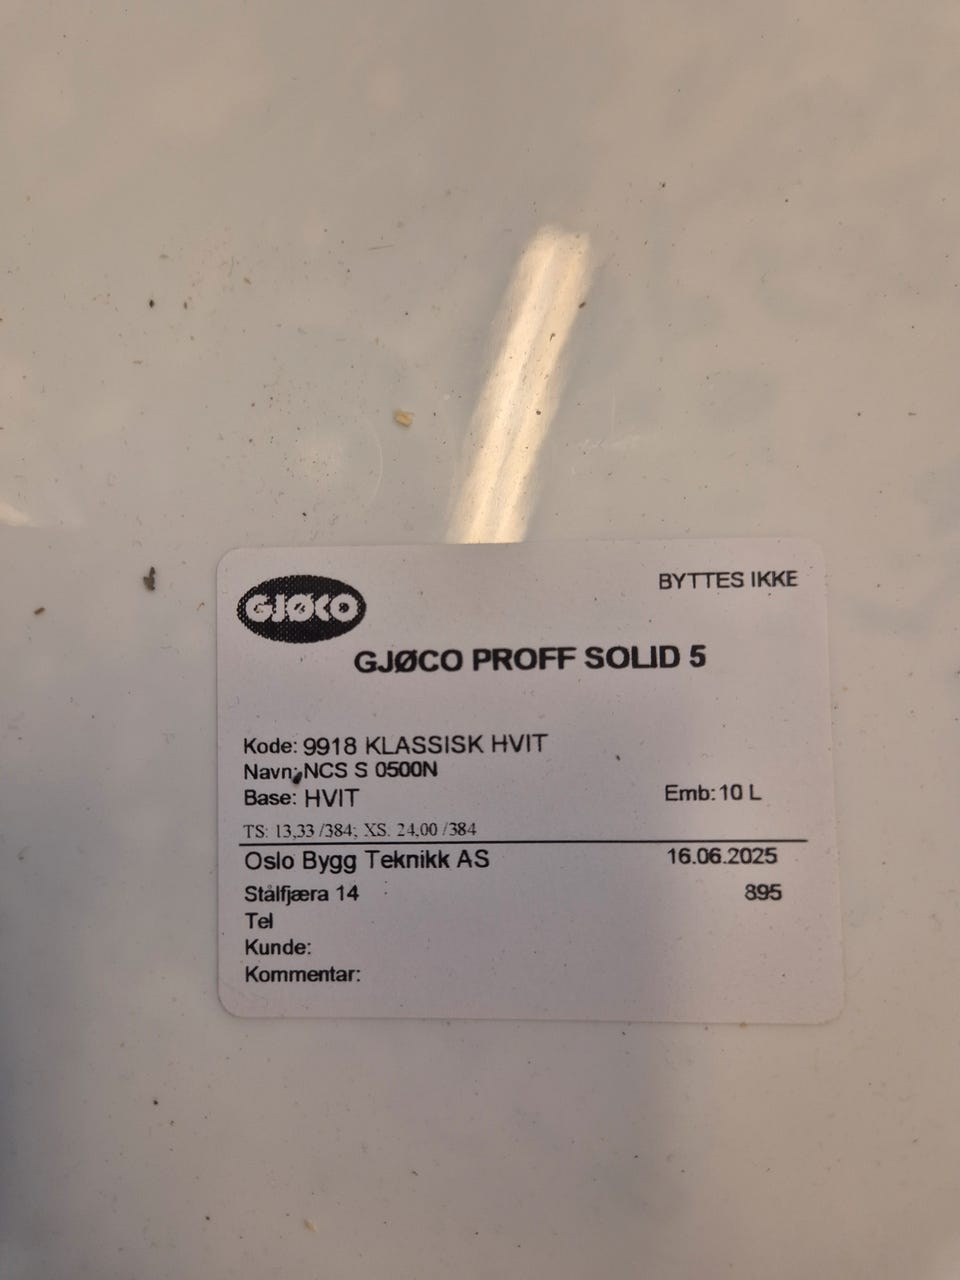 GJØCO
BYTTES IKKE
GJØCO PROFF SOLID 5
Kode: 9918 KLASSISK HVIT
Navn: NCS S 0500N
Base: HVIT
Emb: 10 L
TS: 13,33 /384; XS. 24,00 /384
Oslo Bygg Teknikk AS
16.06.2025
Stålfjæra 14
895
Tel
Kunde:
Kommentar: